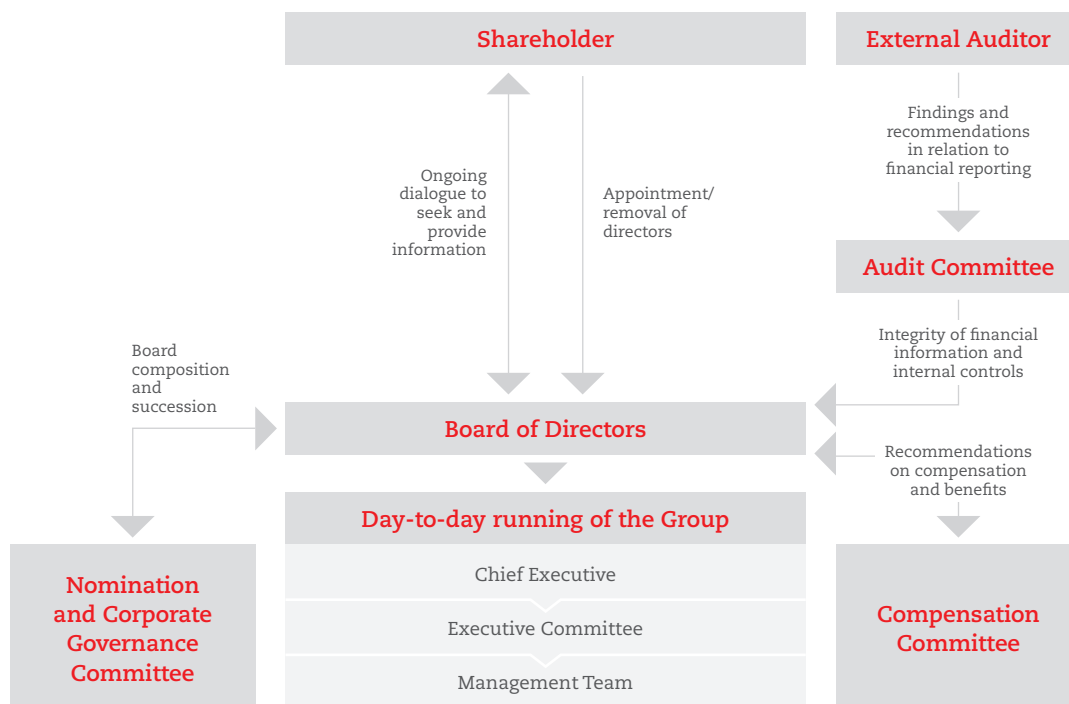 Shareholder
External Auditor
Findings and
recommendations
in relation to
financial reporting
Ongoing
dialogue to
seek and
provide
information
Appointment/
removal of
directors
Audit Committee
Integrity of financial
information and
internal controls
Board
composition
and
succession
Board of Directors
Recommendations
on compensation
and benefits
Day-to-day running of the Group
Chief Executive
Executive Committee
Management Team
Nomination
and Corporate
Governance
Committee
Compensation
Committee